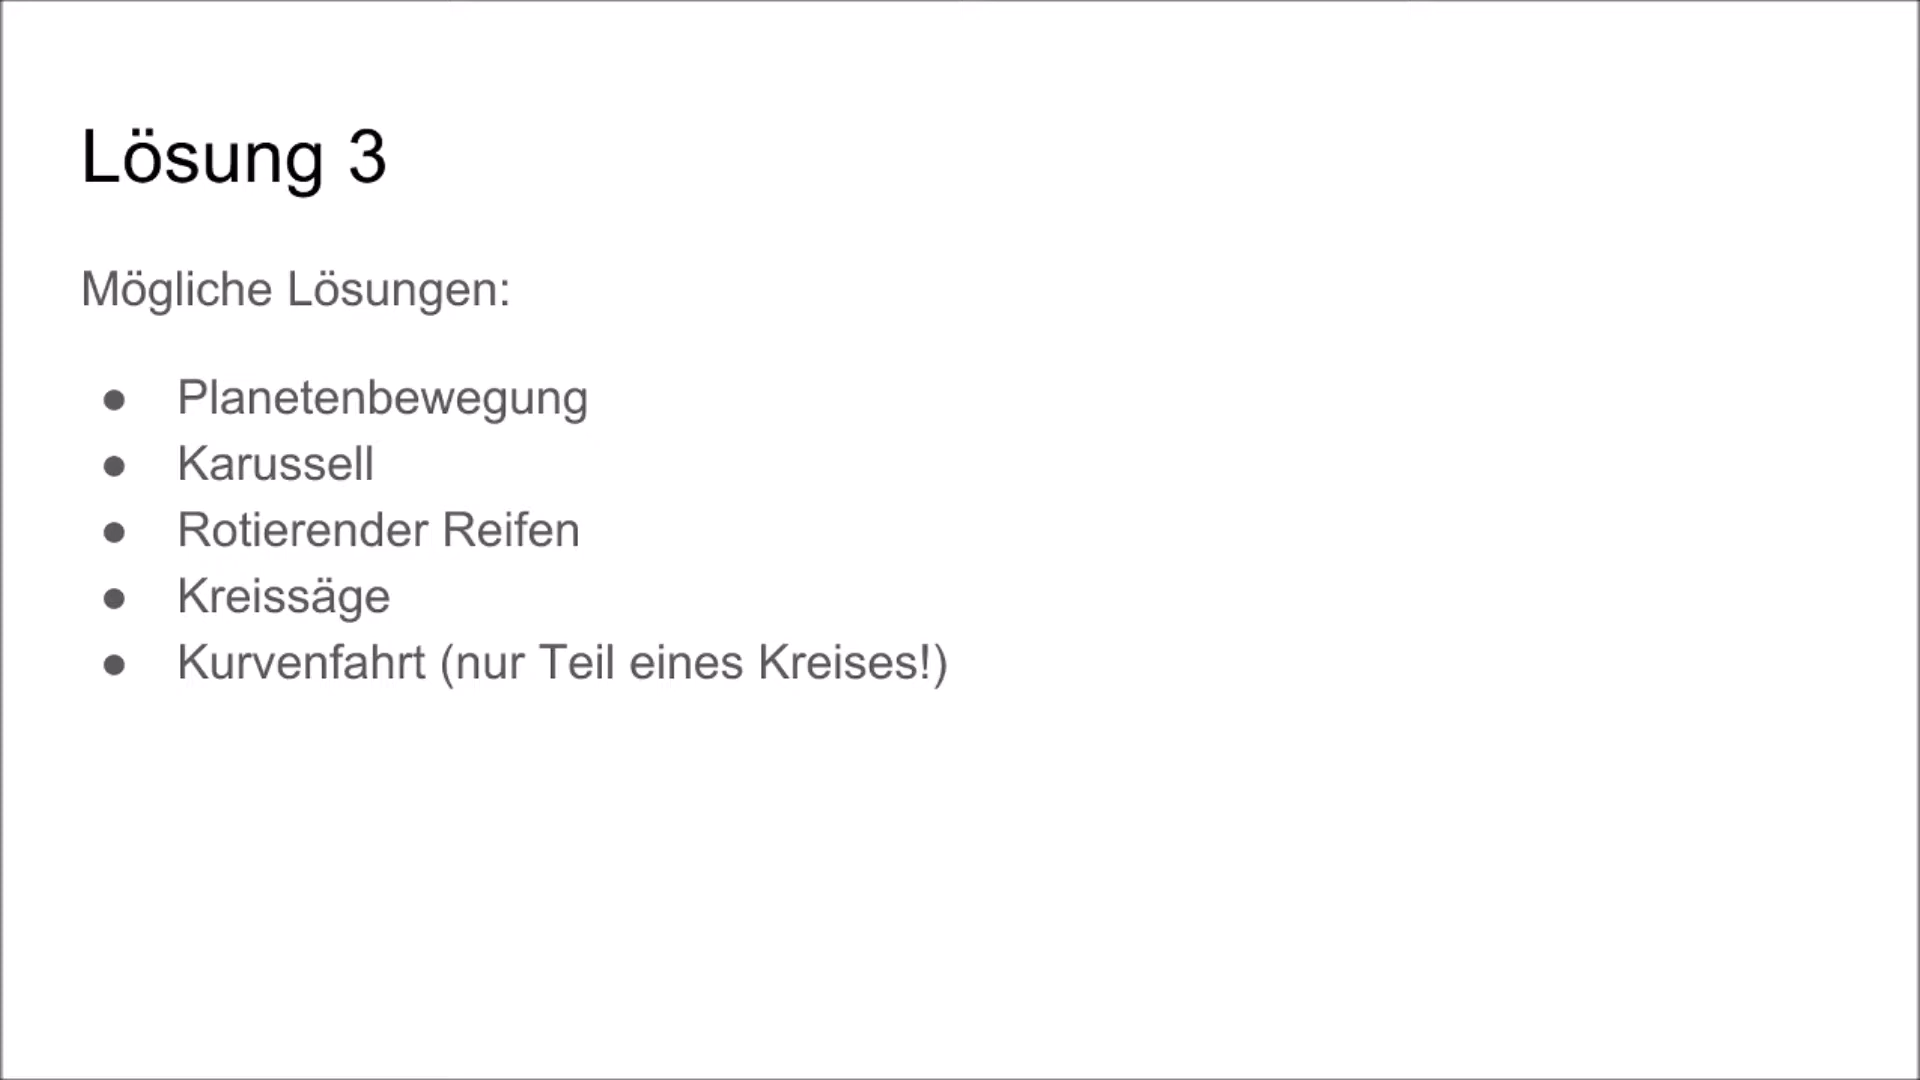 Lösung 3
Mögliche Lösungen:
● Planetenbewegung
● Karussell
● Rotierender Reifen
● Kreissäge
● Kurvenfahrt (nur Teil eines Kreises!)